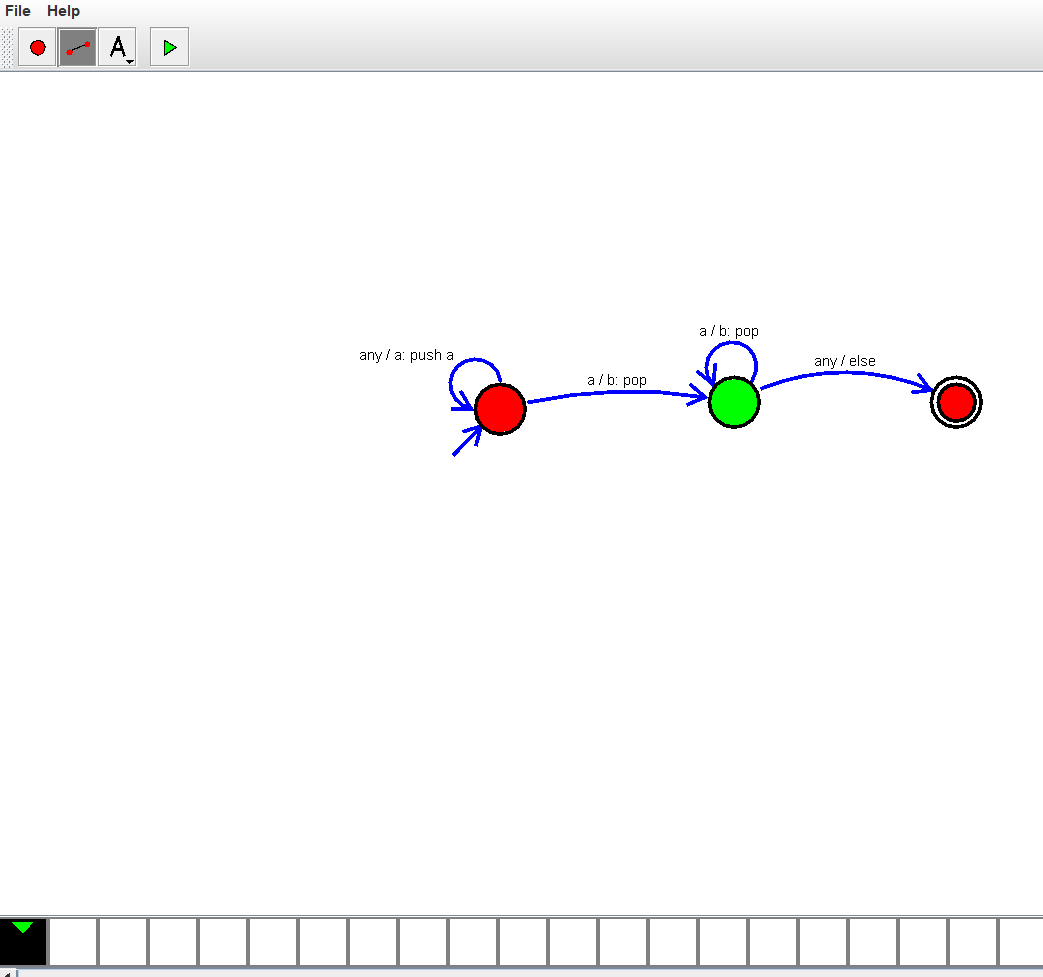 File Help
A
a / b: pop
any / a: push a
any / else
a / b: pop